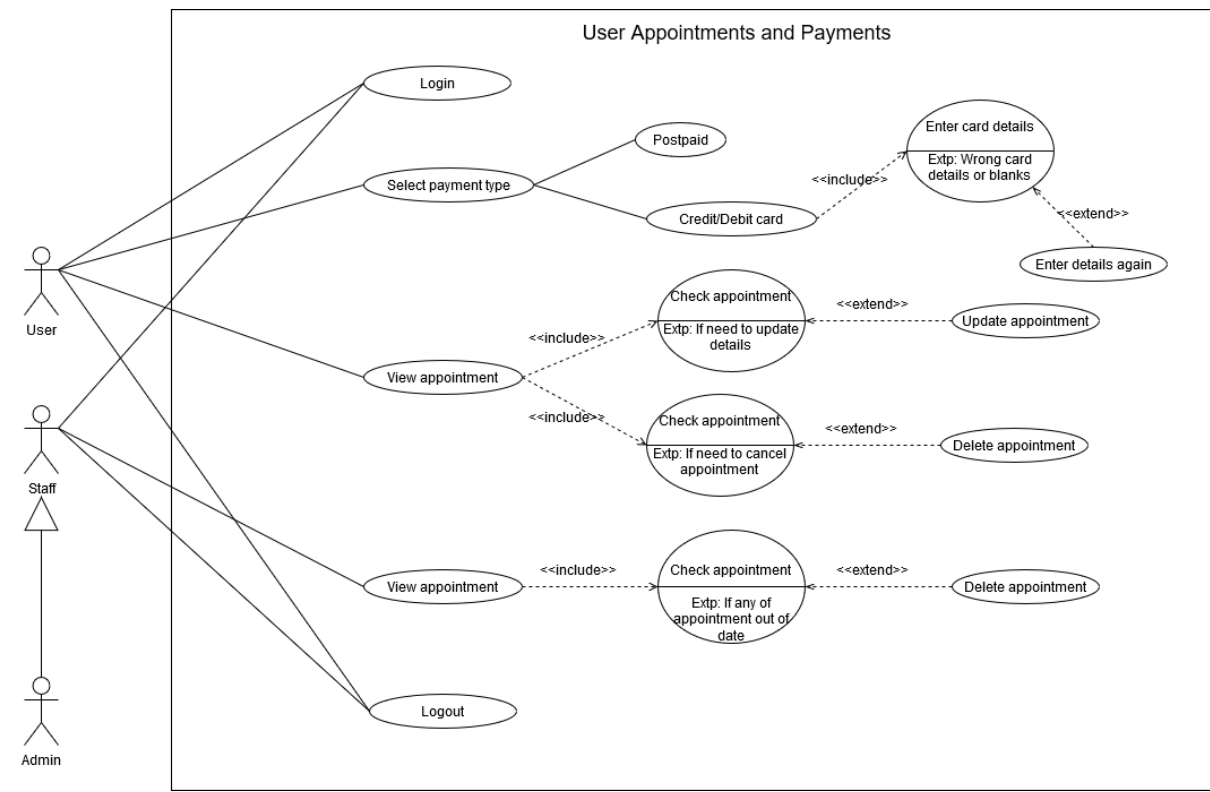 User Appointments and Payments
Login
Postpaid
Enter card details
Extp: Wrong card
details or blanks
<<include>>
Select payment type
Credit/Debit card
<<extend>>
Enter details again
User
Check appointment
Extp: If need to update
details
<<extend>>
Update appointment
<<include>>
View appointment
<<include>>
Check appointment
Extp: If need to cancel
appointment
<<extend>>
Delete appointment
Staff
View appointment
<<include>>
Check appointment
Extp: If any of
appointment out of
date
<<extend>>
Delete appointment
Logout
Admin